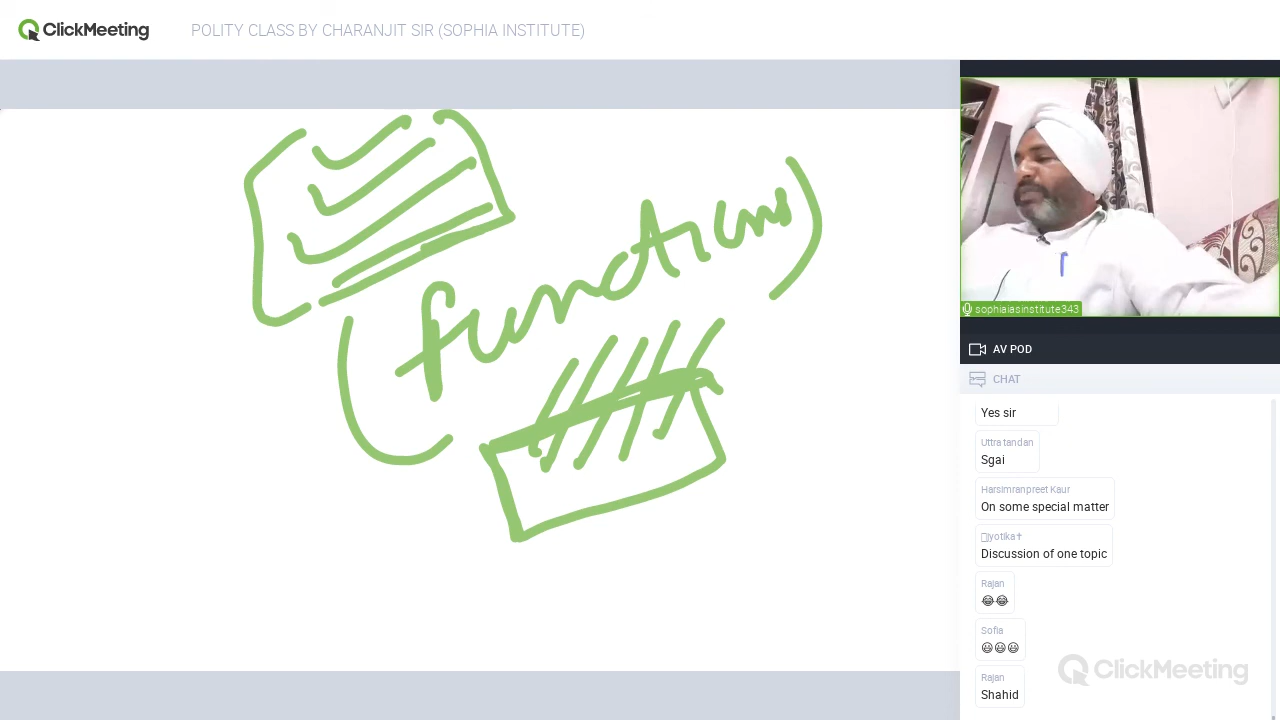 ClickMeeting
POLITY CLASS BY CHARANJIT SIR (SOPHIA INSTITUTE)
functions
sophiaiasinstitute343
AV POD
CHAT
Yes sir
Uttra tandan
Sgai
Harsimranpreet Kaur
On some special matter
yotika✝
Discussion of one topic
Rajan
😂😂
Sofia
😃😃😃
Rajan
Shahid
ClickMeeting